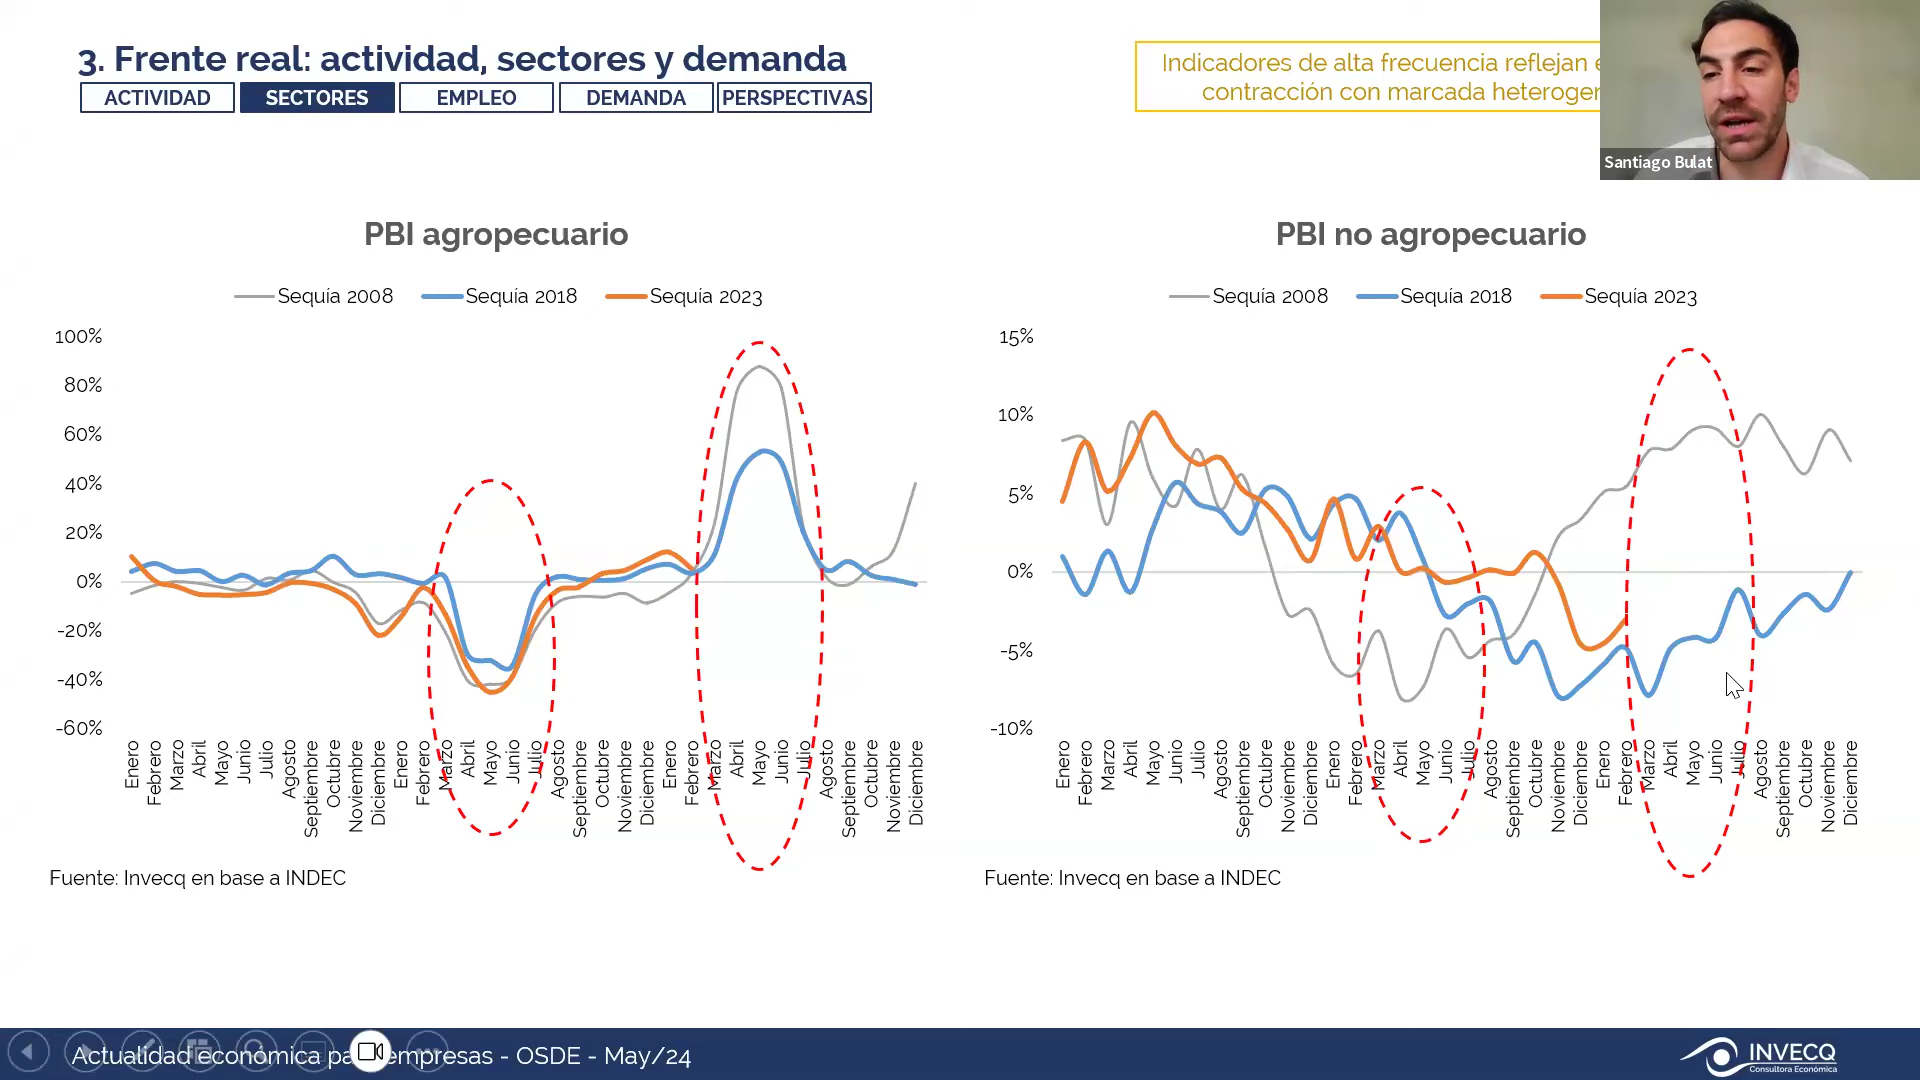 3. Frente real: actividad, sectores y demanda
ACTIVIDAD
SECTORES
EMPLEO
DEMANDA
PERSPECTIVAS
Indicadores de alta frecuencia reflejan
contracción con marcada
Santiago Bulat
PBI agropecuario
Sequía 2008
Sequía 2018
Sequía 2023
100%
80%
60%
40%
20%
0%
-20%
-40%
-60%
Enero
Febrero
Marzo
Abril
Mayo
Junio
Julio
Agosto
Septiembre
Octubre
Noviembre
Diciembre
Enero
Febrero
Marzo
Abril
Mayo
Junio
Julio
Agosto
Septiembre
Octubre
Noviembre
Diciembre
Enero
Febrero
Marzo
Abril
Mayo
Junio
Julio
Agosto
Septiembre
Octubre
Noviembre
Diciembre
Fuente: Invecq en base a INDEC
PBI no agropecuario
Sequía 2008
Sequía 2018
Sequía 2023
15%
10%
5%
0%
-5%
-10%
Enero
Febrero
Marzo
Abril
Mayo
Junio
Julio
Agosto
Septiembre
Octubre
Noviembre
Diciembre
Enero
Febrero
Marzo
Abril
Mayo
Junio
Julio
Agosto
Septiembre
Octubre
Noviembre
Diciembre
Enero
Febrero
Marzo
Abril
Mayo
Junio
Julio
Agosto
Septiembre
Octubre
Noviembre
Diciembre
Fuente: Invecq en base a INDEC
Actualidad económica empresas - OSDE - May/24
INVECQ
Consultora Económica